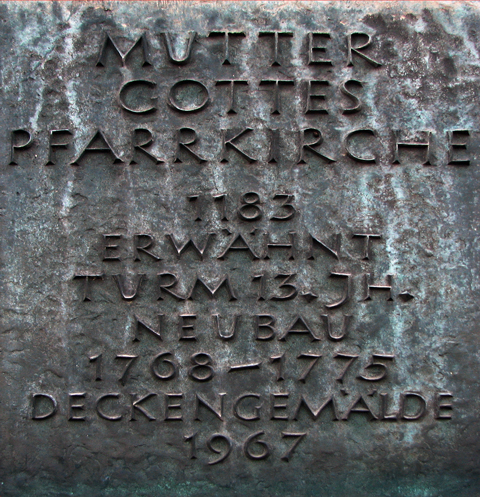 MUTTER
GOTTES
PFARRKIRCHE
1183
ERWÄHNT
TURM 13. JH.
NEUBAU
1768–1775
DECKENGEMÄLDE
1967